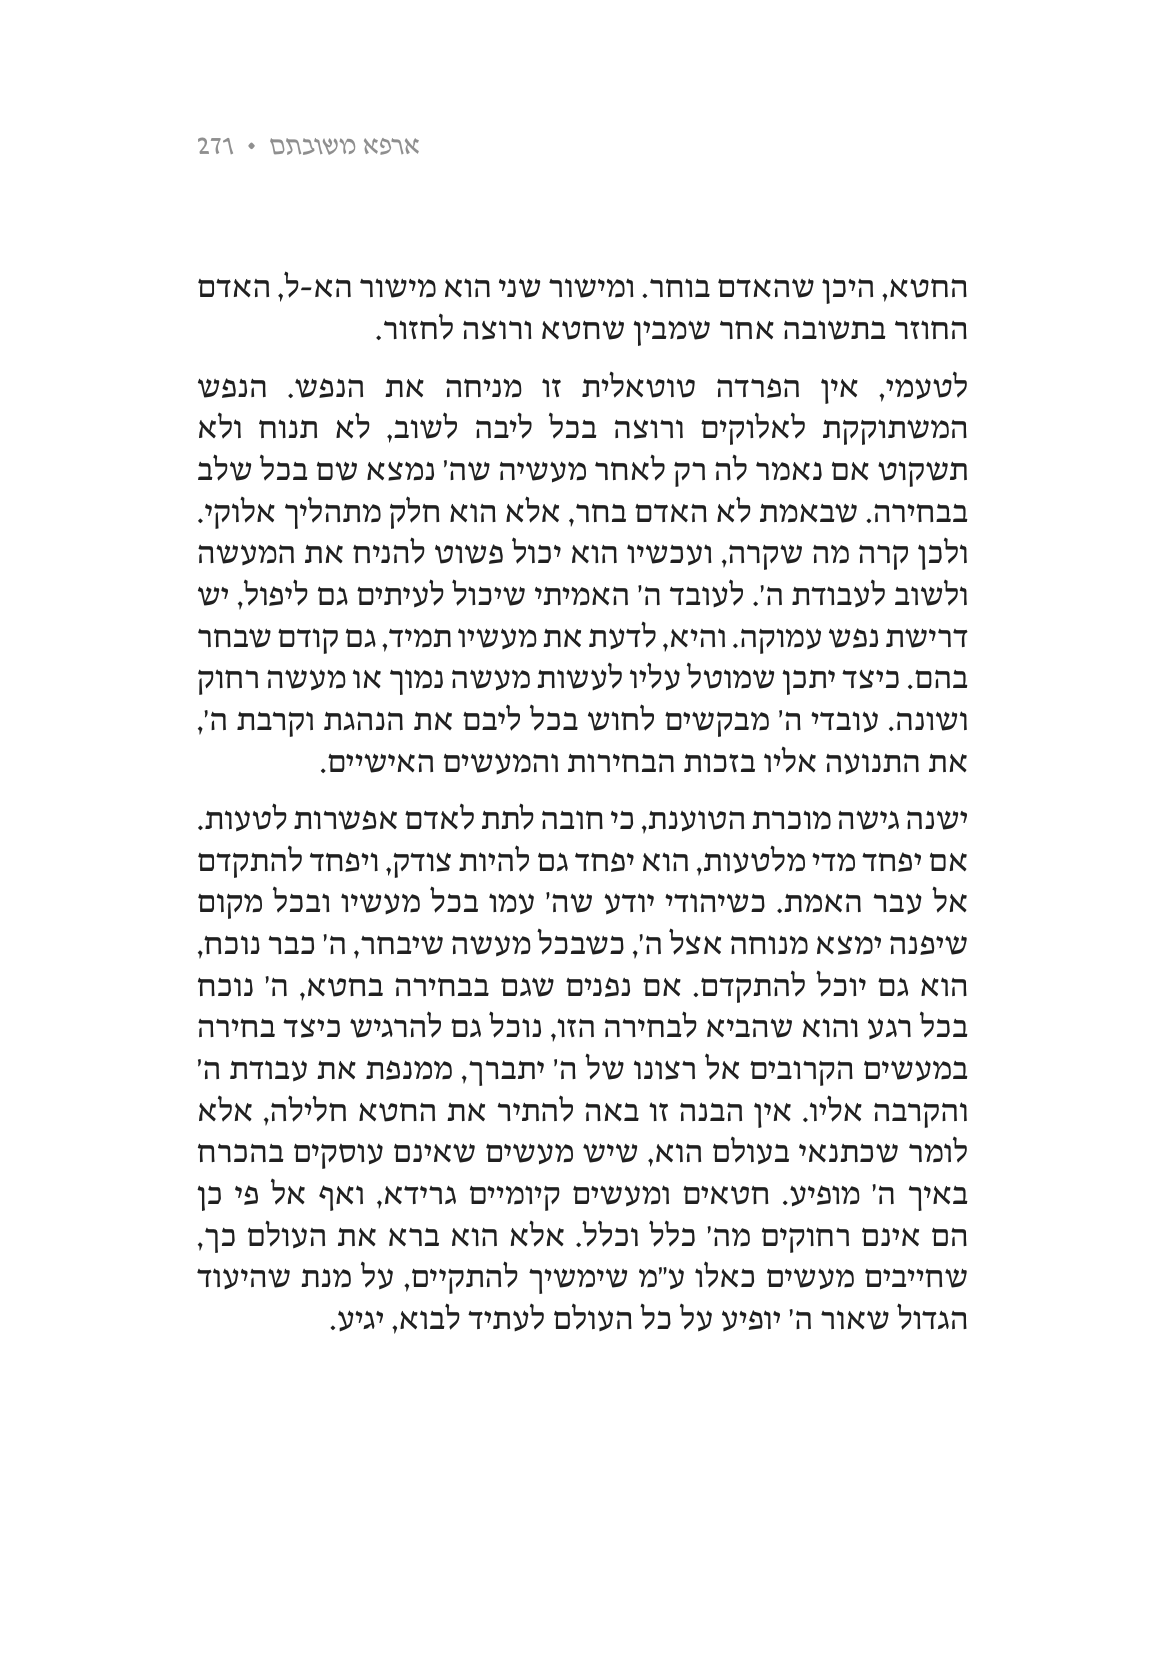 ארפא משובתם • 271
החטא, היכן שהאדם בוחר. ומישור שני הוא מישור הא-ל, האדם
החוזר בתשובה אחר שמבין שחטא ורוצה לחזור.
לטעמי, אין הפרדה טוטאלית זו מניחה את הנפש. הנפש
המשתוקקת לאלוקים ורוצה בכל ליבה לשוב, לא תנוח ולא
תשקוט אם נאמר לה רק לאחר מעשיה שה' נמצא שם בכל שלב
בבחירה. שבאמת לא האדם בחר, אלא הוא חלק מתהליך אלוקי.
ולכן קרה מה שקרה, ועכשיו הוא יכול פשוט להניח את המעשה
ולשוב לעבודת ה'. לעובד ה' האמיתי שיכול לעיתים גם ליפול, יש
דרישת נפש עמוקה. והיא, לדעת את מעשיו תמיד, גם קודם שבחר
בהם. כיצד יתכן שמוטל עליו לעשות מעשה נמוך או מעשה רחוק
ושונה. עובדי ה' מבקשים לחוש בכל ליבם את הנהגת וקרבת ה',
את התנועה אליו בזכות הבחירות והמעשים האישיים.
ישנה גישה מוכרת הטוענת, כי חובה לתת לאדם אפשרות לטעות.
אם יפחד מדי מלטעות, הוא יפחד גם להיות צודק, ויפחד להתקדם
אל עבר האמת. כשיהודי יודע שה' עמו בכל מעשיו ובכל מקום
שיפנה ימצא מנוחה אצל ה', כשבכל מעשה שיבחר, ה' כבר נוכח,
הוא גם יוכל להתקדם. אם נפנים שגם בבחירה בחטא, ה' נוכח
בכל רגע והוא שהביא לבחירה הזו, נוכל גם להרגיש כיצד בחירה
במעשים הקרובים אל רצונו של ה' יתברך, ממנפת את עבודת ה'
והקרבה אליו. אין הבנה זו באה להתיר את החטא חלילה, אלא
לומר שכתנאי בעולם הוא, שיש מעשים שאינם עוסקים בהכרח
באיך ה' מופיע. חטאים ומעשים קיומיים גרידא, ואף אל פי כן
הם אינם רחוקים מה' כלל וכלל. אלא הוא ברא את העולם כך,
שחייבים מעשים כאלו ע"מ שימשיך להתקיים, על מנת שהיעוד
הגדול שאור ה' יופיע על כל העולם לעתיד לבוא, יגיע.